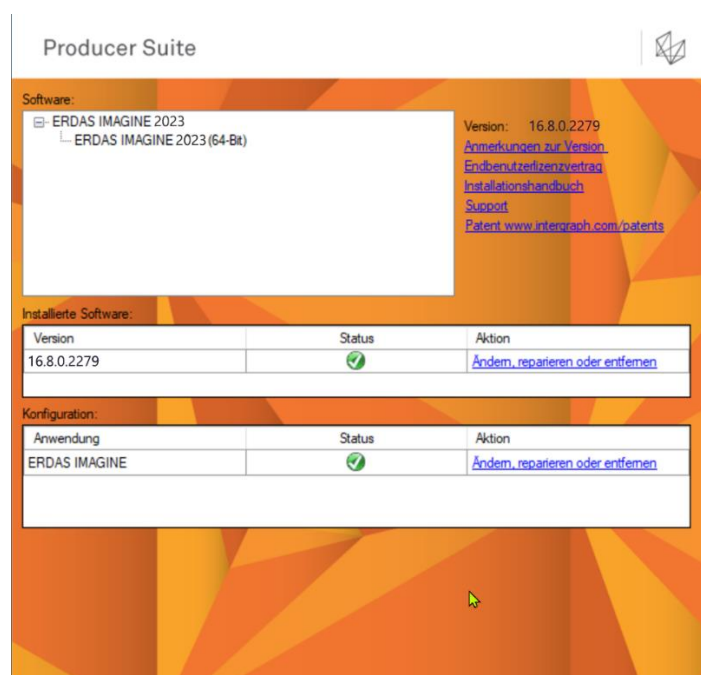 Producer Suite
Software:
ERDAS IMAGINE 2023
ERDAS IMAGINE 2023 (64-Bit)
Version: 16.8.0.2279
Anmerkungen zur Version
Endbenutzerlizenzvertrag
Installationshandbuch
Support
Patent www.intergraph.com/patents
Installierte Software:
Version Status Aktion
16.8.0.2279 Ändern, reparieren oder entfernen
Konfiguration:
Anwendung Status Aktion
ERDAS IMAGINE Ändern, reparieren oder entfernen